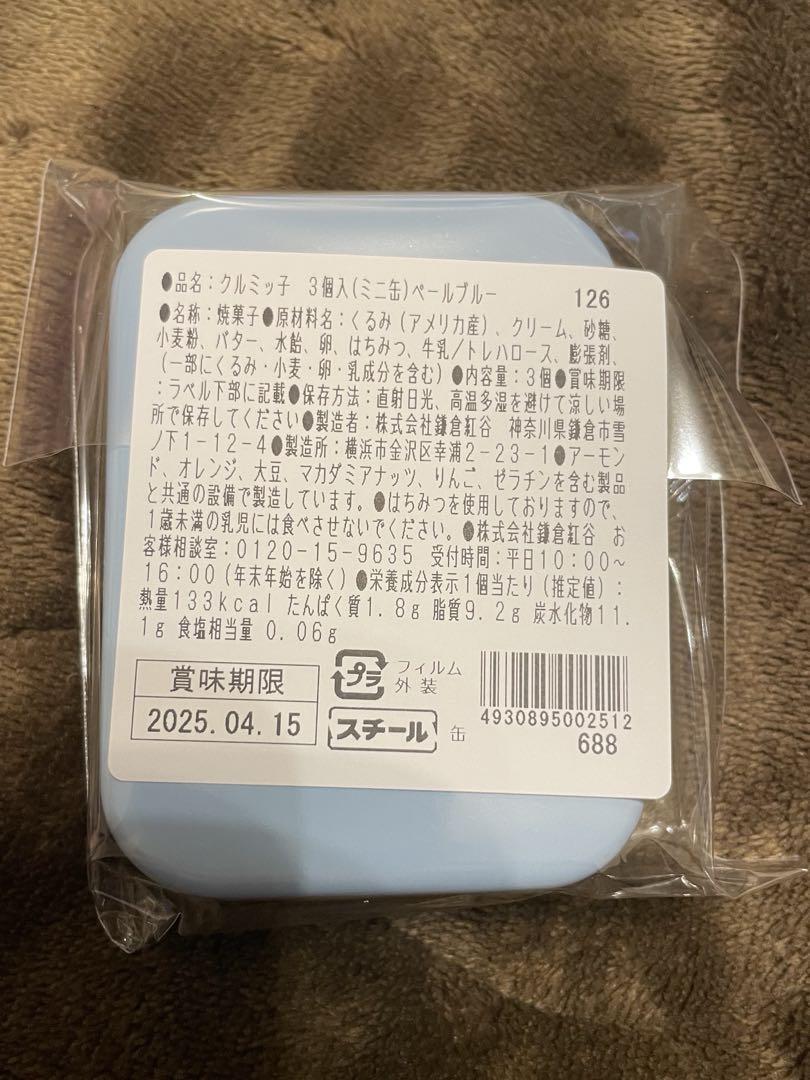 ●品名：クルミッ子　3個入(ミニ缶)ペールブルー　126
●名称：焼菓子●原材料名：くるみ（アメリカ産）、クリーム、砂糖、
小麦粉、バター、水飴、卵、はちみつ、牛乳／トレハロース、膨張剤、
（一部にくるみ・小麦・卵・乳成分を含む）●内容量：3個●賞味期限
：ラベル下部に記載●保存方法：直射日光、高温多湿を避けて涼しい場
所で保存してください●製造者：株式会社鎌倉紅谷　神奈川県鎌倉市雪
ノ下1－12－4●製造所：横浜市金沢区幸浦2－23－1●アーモン
ド、オレンジ、大豆、マカダミアナッツ、りんご、ゼラチンを含む製品
と共通の設備で製造しています。●はちみつを使用しておりますので、
1歳未満の乳児には食べさせないでください。●株式会社鎌倉紅谷　お
客様相談室：0120－15－9635　受付時間：平日10：00～
16：00（年末年始を除く）●栄養成分表示1個当たり（推定値）：
熱量133kcal たんぱく質1.8g 脂質9.2g 炭水化物11.
1g 食塩相当量 0.06g
賞味期限
2025.04.15
プラ
フィルム
外装
スチール
缶
4930895002512
688